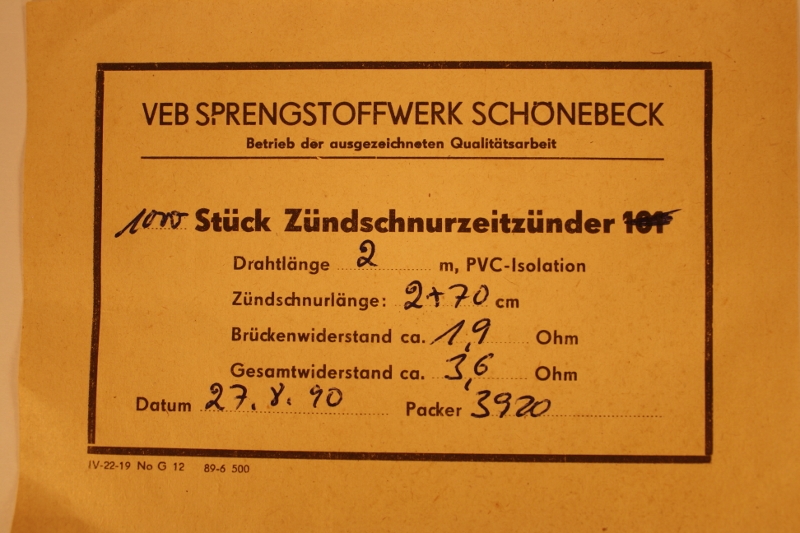 VEB SPRENGSTOFFWERK SCHÖNEBECK
Betrieb der ausgezeichneten Qualitätsarbeit
1000 Stück Zündschnurzeitzünder 101
Drahtlänge 2 m, PVC-Isolation
Zündschnurlänge: 2+70 cm
Brückenwiderstand ca. 1,9 Ohm
Gesamtwiderstand ca. 3,6 Ohm
Datum 27. 8. 90 Packer 3920
IV-22-19 No G 12 89-6 500